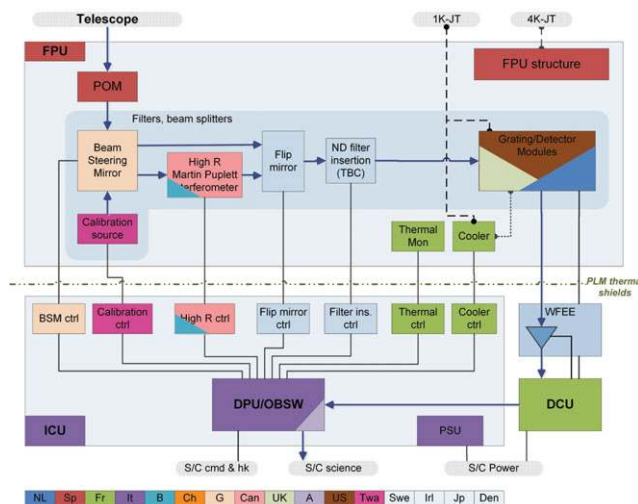 Telescope
1K-JT
4K-JT
FPU
POM
FPU structure
Filters, beam splitters
Beam
Steering
Mirror
High R
Martin Puplett
terferometer
Flip
mirror
ND filter
insertion
(TBC)
Grating/Detector
Modules
Calibration
source
Thermal
Mon
Cooler
PLM thermal
shields
BSM ctrl
Calibration
ctrl
High R ctrl
Flip mirror
ctrl
Filter ins.
ctrl
Thermal
ctrl
Cooler
ctrl
WFEE
DPU/OBSW
DCU
ICU
PSU
S/C cmd & hk
S/C science
S/C Power
NL Sp Fr It B Ch G Can UK A US Twa Swe Irl Jp Den